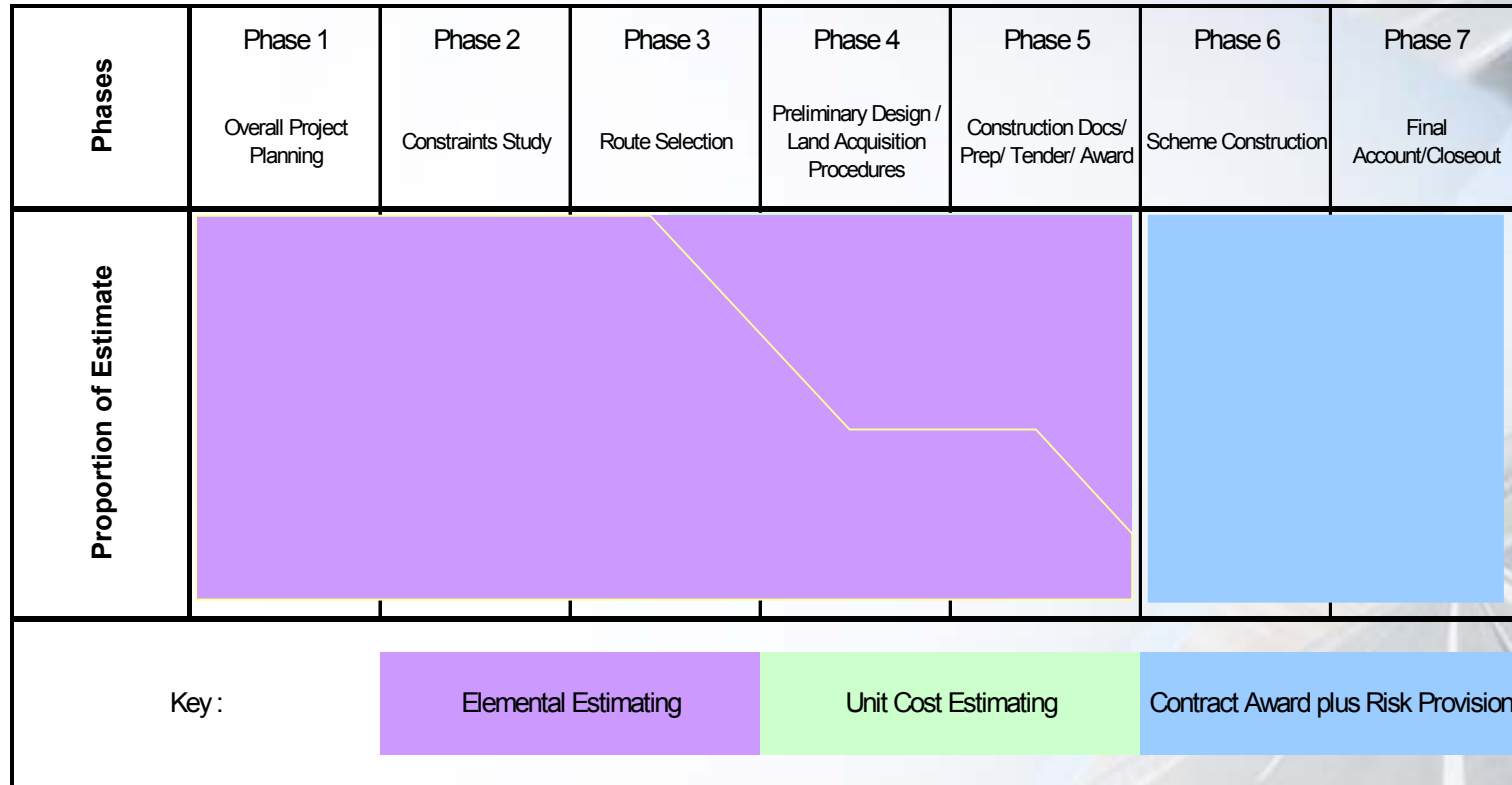 Phases
Phase 1
Overall Project
Planning
Phase 2
Constraints Study
Phase 3
Route Selection
Phase 4
Preliminary Design /
Land Acquisition
Procedures
Phase 5
Construction Docs/
Prep/ Tender/ Award
Phase 6
Scheme Construction
Phase 7
Final
Account/Closeout
Proportion of Estimate
Key :
Elemental Estimating
Unit Cost Estimating
Contract Award plus Risk Provision